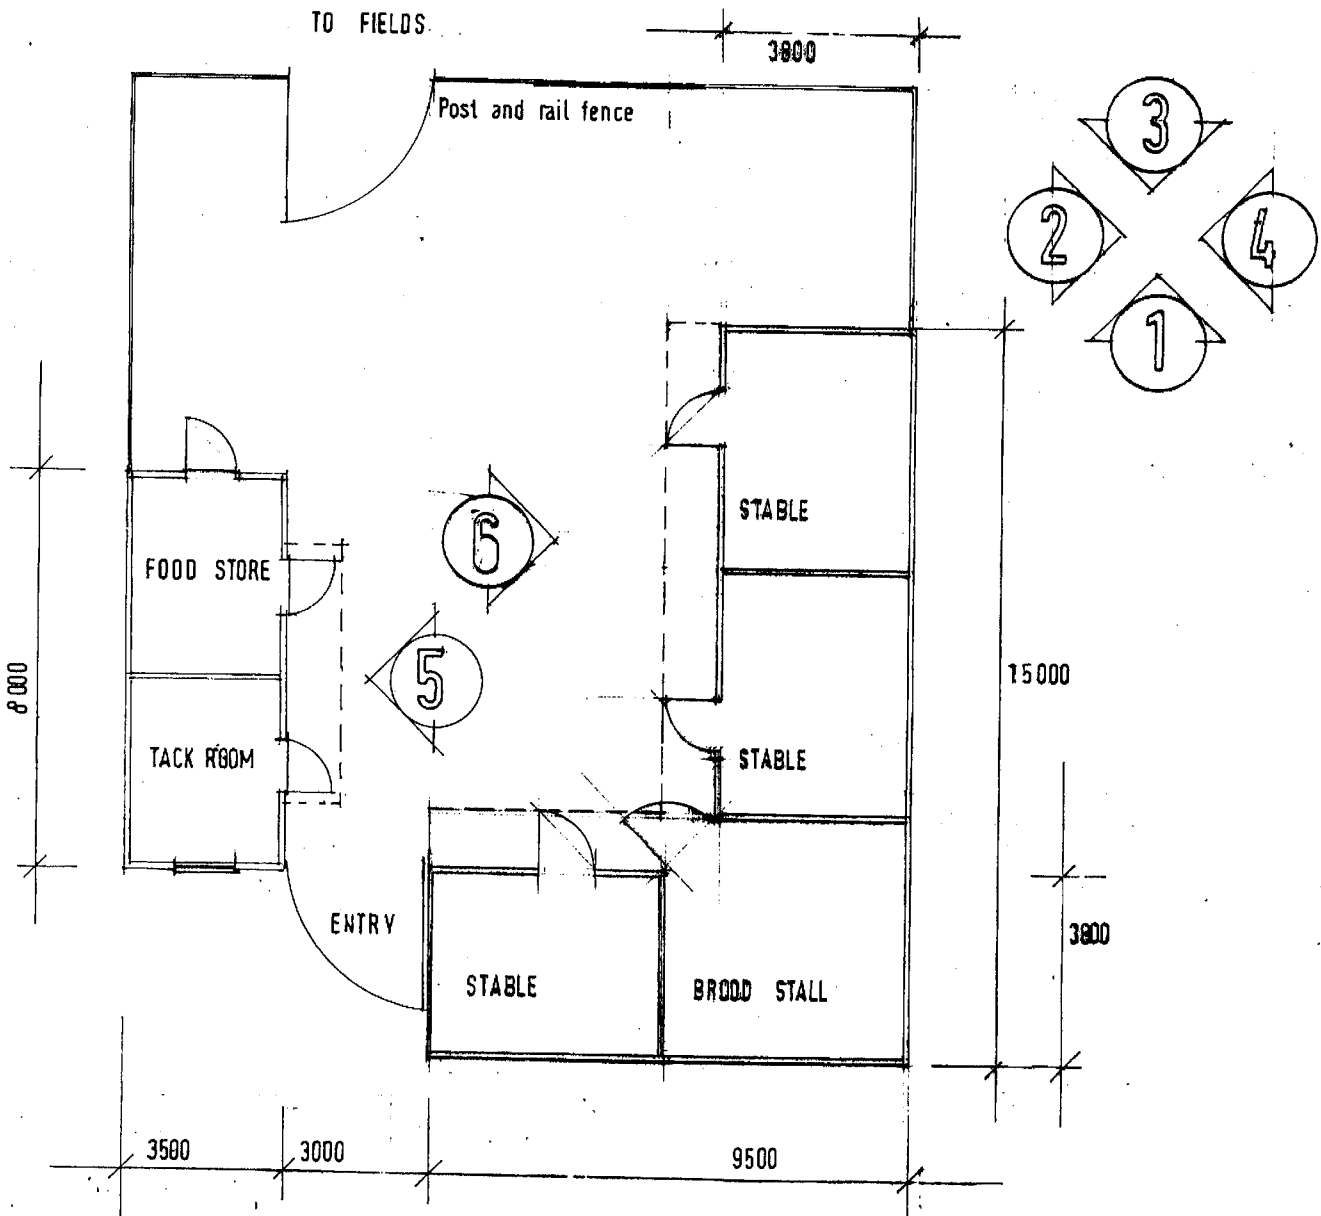 TO FIELDS
3800
Post and rail fence
3
2
4
1
STABLE
6
FOOD STORE
5
8000
15000
TACK ROOM
STABLE
ENTRY
3800
STABLE
BROOD STALL
3500
3000
9500